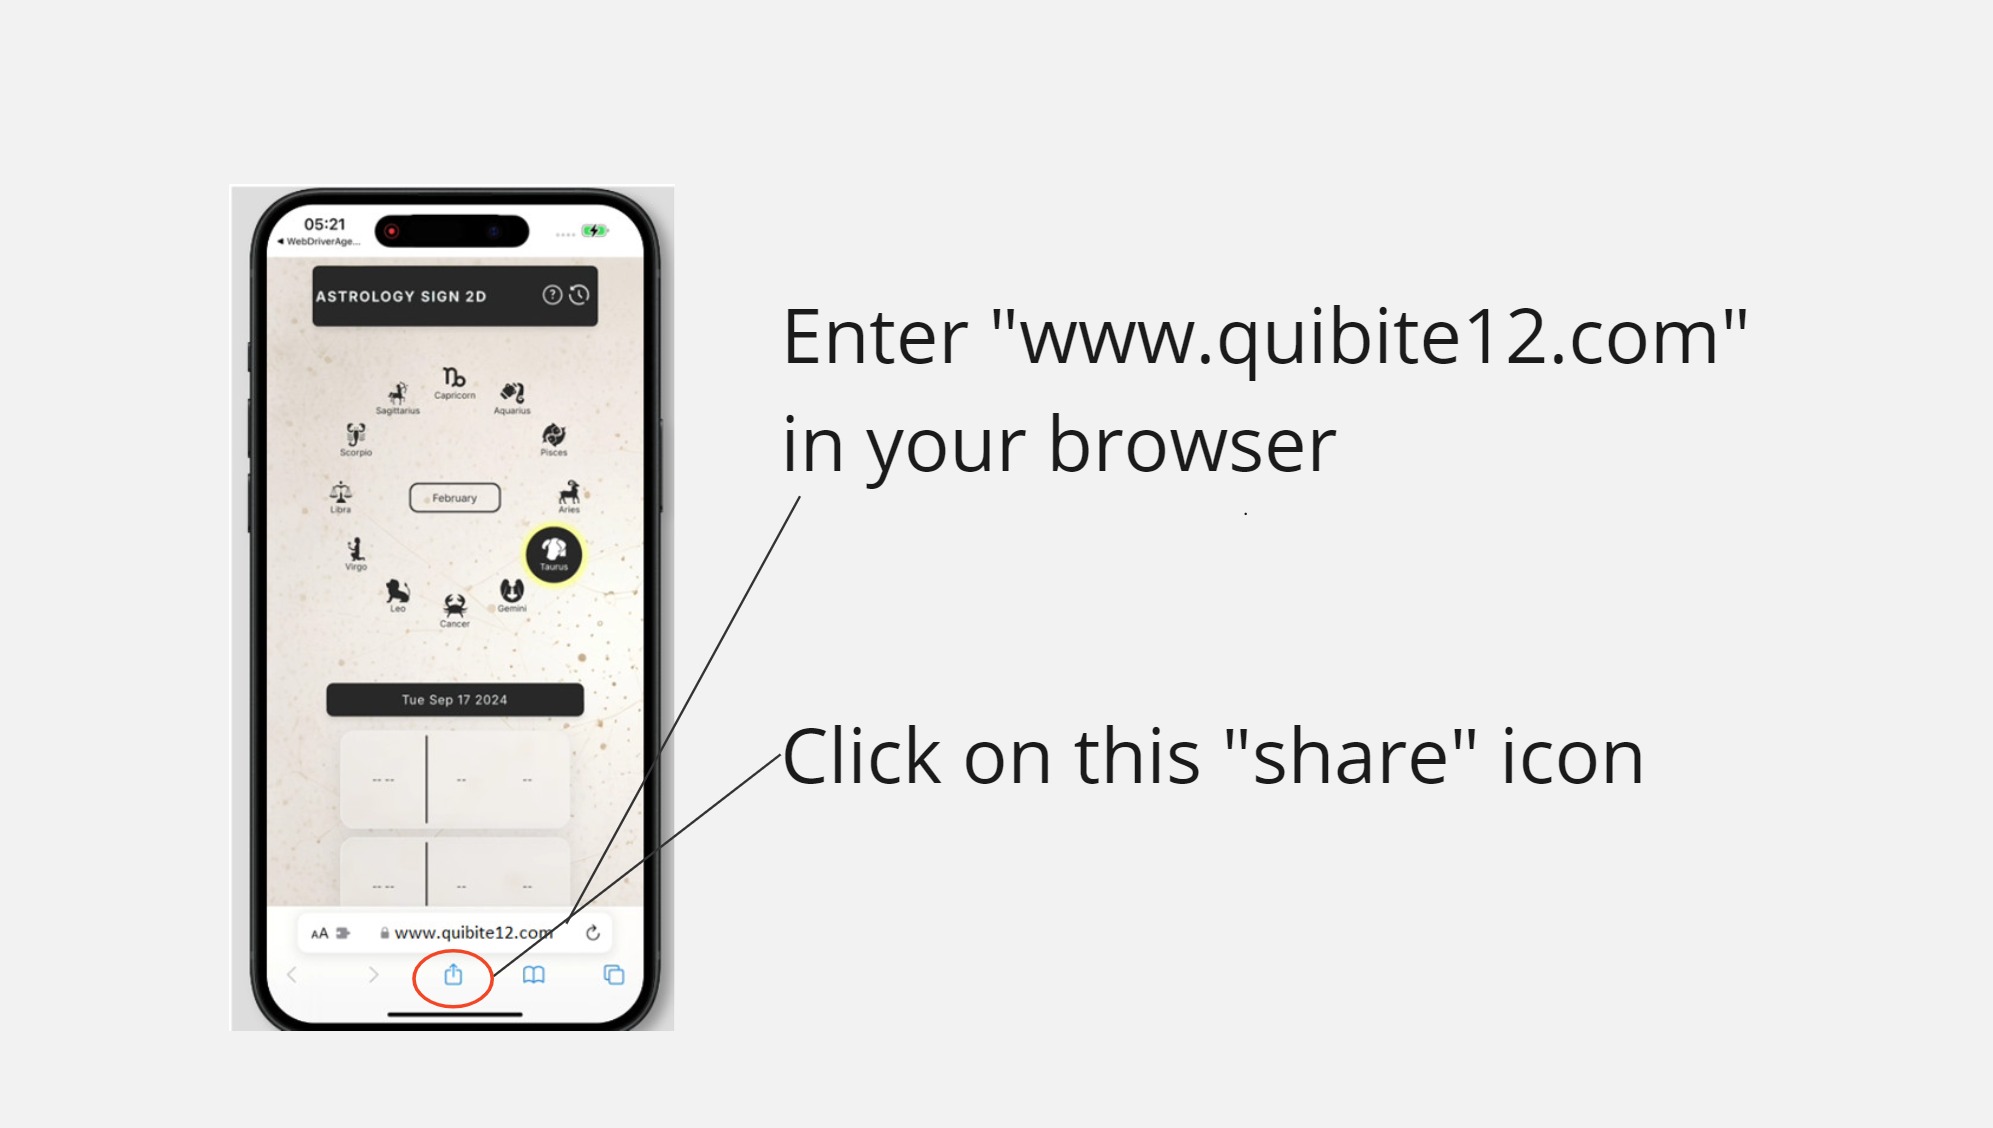 05:21
◀ WebDriverAge...
ASTROLOGY SIGN 2D
Capricorn
Sagittarius
Aquarius
Scorpio
Pisces
Libra
February
Aries
Virgo
Taurus
Leo
Gemini
Cancer
Tue Sep 17 2024
-- -- -- --
-- -- -- --
AA www.quibite12.com
Enter "www.quibite12.com"
in your browser
.
Click on this "share" icon